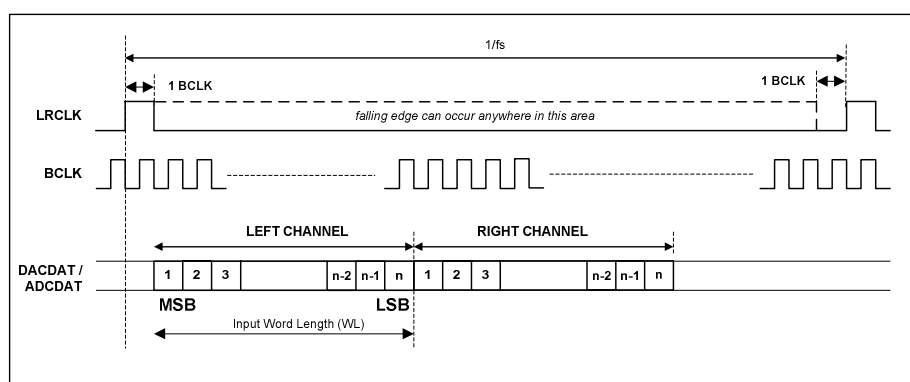 1/fs
1 BCLK
1 BCLK
LRCLK
falling edge can occur anywhere in this area
BCLK
LEFT CHANNEL
RIGHT CHANNEL
DACDAT /
ADCDAT
1 2 3 n-2 n-1 n 1 2 3 n-2 n-1 n
MSB
LSB
Input Word Length (WL)